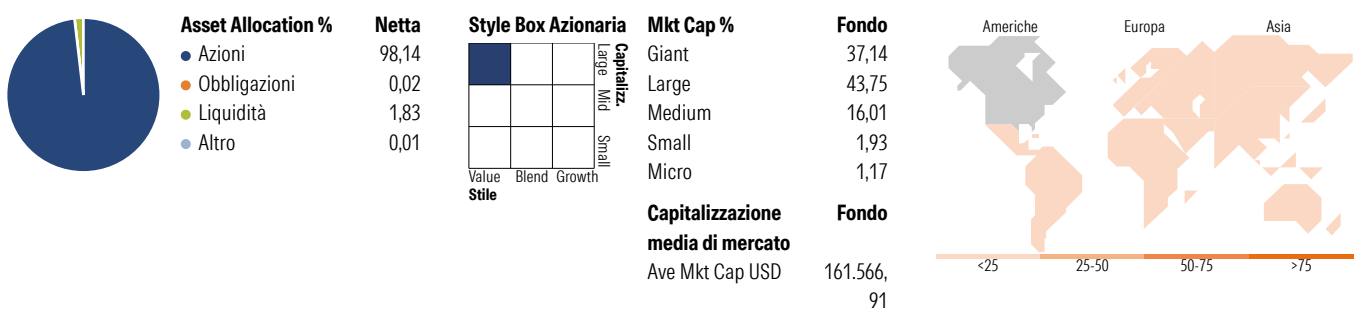 Asset Allocation % Netta
Azioni 98,14
Obbligazioni 0,02
Liquidità 1,83
Altro 0,01
Style Box Azionaria
Large Mid Small
Capitalizz.
Value Blend Growth
Stile
Mkt Cap % Fondo
Giant 37,14
Large 43,75
Medium 16,01
Small 1,93
Micro 1,17
Capitalizzazione Fondo
media di mercato
Ave Mkt Cap USD 161.566,
91
Americhe Europa Asia
<25 25-50 50-75 >75